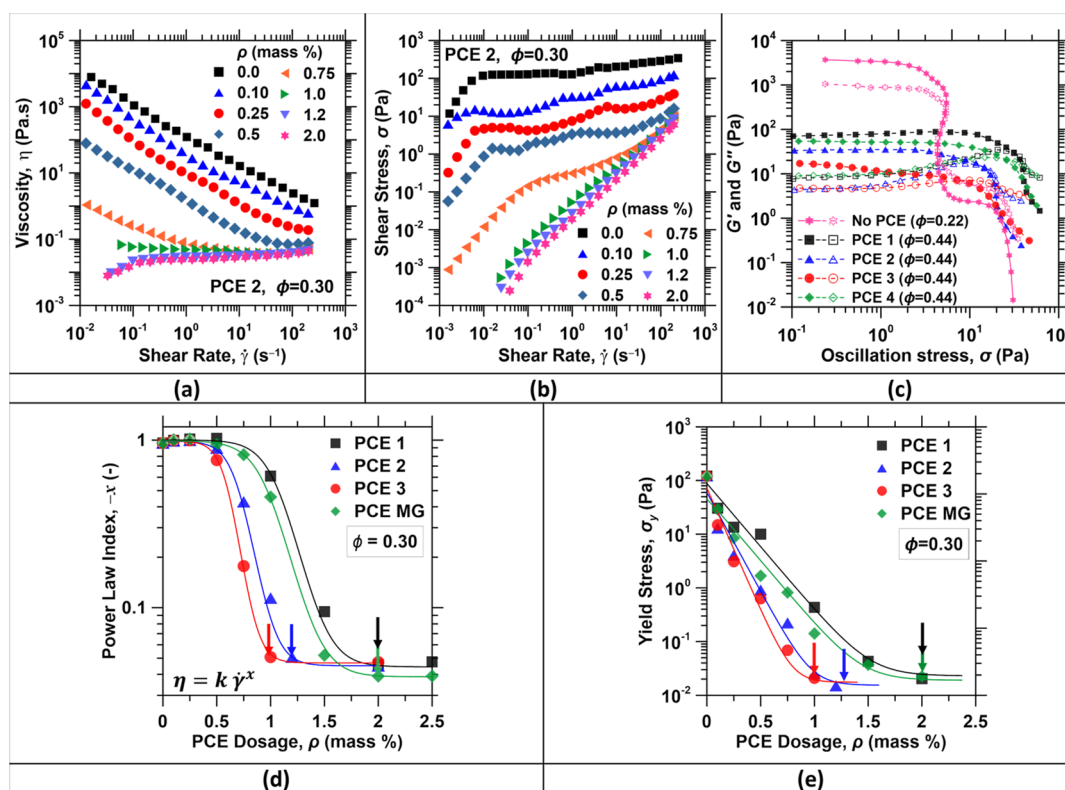 10⁵
10³
10¹
10⁻¹
10⁻³
Viscosity, η (Pa.s)
ρ (mass %)
0.0
0.10
0.25
0.5
0.75
1.0
1.2
2.0
PCE 2, ϕ=0.30
10⁻² 10⁻¹ 10⁰ 10¹ 10² 10³
Shear Rate, γ̇ (s⁻¹)
(a)
10³
10²
10¹
10⁰
10⁻¹
10⁻²
10⁻³
10⁻⁴
Shear Stress, σ (Pa)
PCE 2, ϕ=0.30
ρ (mass %)
0.0
0.10
0.25
0.5
0.75
1.0
1.2
2.0
10⁻³ 10⁻² 10⁻¹ 10⁰ 10¹ 10² 10³
Shear Rate, γ̇ (s⁻¹)
(b)
10⁴
10³
10²
10¹
10⁰
10⁻¹
10⁻²
G′ and G″ (Pa)
No PCE (ϕ=0.22)
PCE 1 (ϕ=0.44)
PCE 2 (ϕ=0.44)
PCE 3 (ϕ=0.44)
PCE 4 (ϕ=0.44)
10⁻¹ 10⁰ 10¹ 10²
Oscillation stress, σ (Pa)
(c)
1
0.1
Power Law Index, -x (-)
PCE 1
PCE 2
PCE 3
PCE MG
ϕ = 0.30
η = k γ̇ˣ
0.0 0.5 1.0 1.5 2.0 2.5
PCE Dosage, ρ (mass %)
(d)
10³
10²
10¹
10⁰
10⁻¹
10⁻²
Yield Stress, σy (Pa)
PCE 1
PCE 2
PCE 3
PCE MG
ϕ=0.30
0.0 0.5 1.0 1.5 2.0 2.5
PCE Dosage, ρ (mass %)
(e)